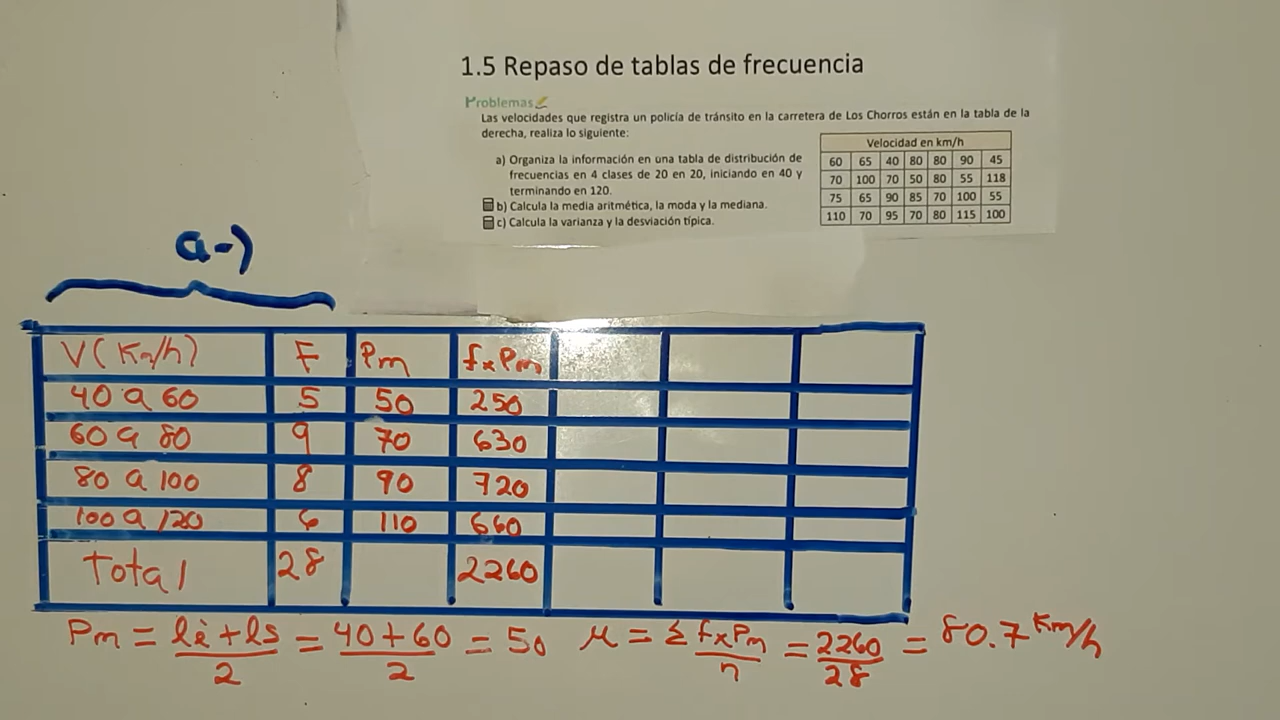 1.5 Repaso de tablas de frecuencia
Problemas
Las velocidades que registra un policía de tránsito en la carretera de Los Chorros están en la tabla de la
derecha, realiza lo siguiente:
a) Organiza la información en una tabla de distribución de
frecuencias en 4 clases de 20 en 20, iniciando en 40 y
terminando en 120.
b) Calcula la media aritmética, la moda y la mediana.
c) Calcula la varianza y la desviación típica.
Velocidad en km/h
60 65 40 80 80 90 45
70 100 70 50 80 55 118
75 65 90 85 70 100 55
110 70 95 70 80 115 100
a-)
V(Km/h) F Pm fxPm
40 a 60 5 50 250
60 a 80 9 70 630
80 a 100 8 90 720
100 a 120 6 110 660
Total 28 2260
Pm = li+ls/2 = 40+60/2 = 50 μ = Σ fxPm/n = 2260/28 = 80.7 Km/h